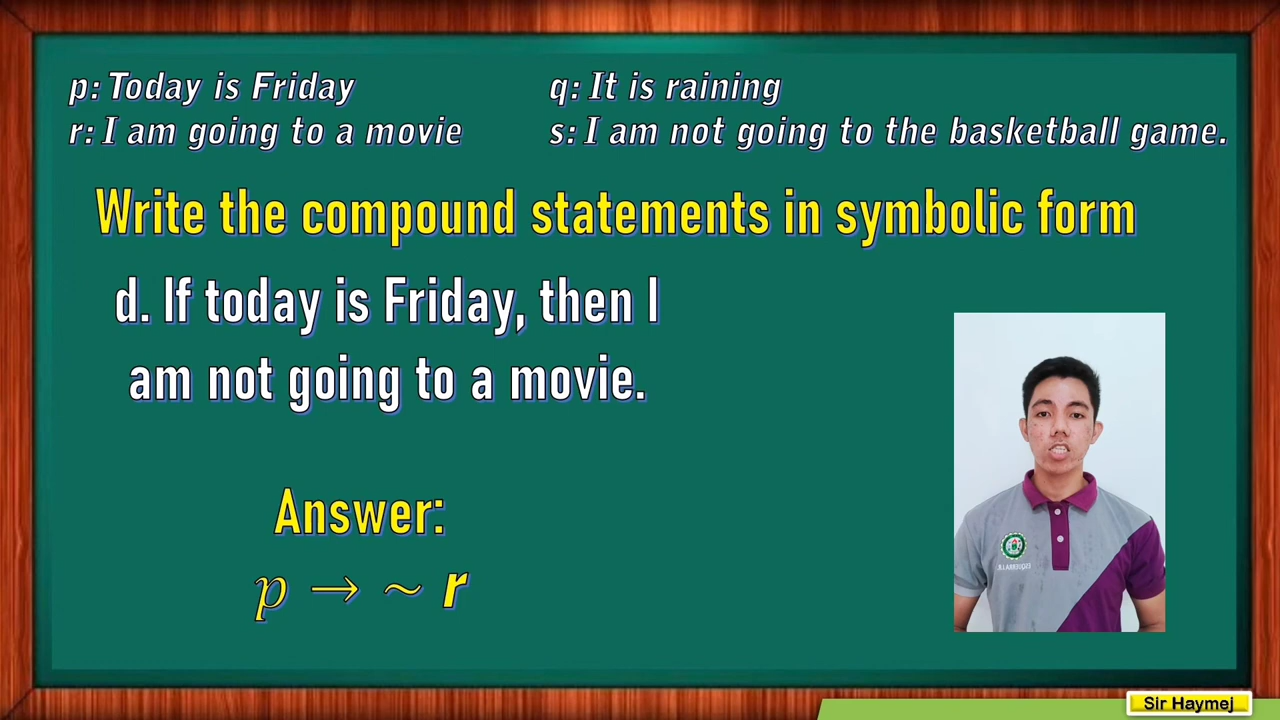 p: Today is Friday
q: It is raining
r: I am going to a movie
s: I am not going to the basketball game.
Write the compound statements in symbolic form
d. If today is Friday, then I
am not going to a movie.
Answer:
p → ~ r
Sir Haymej